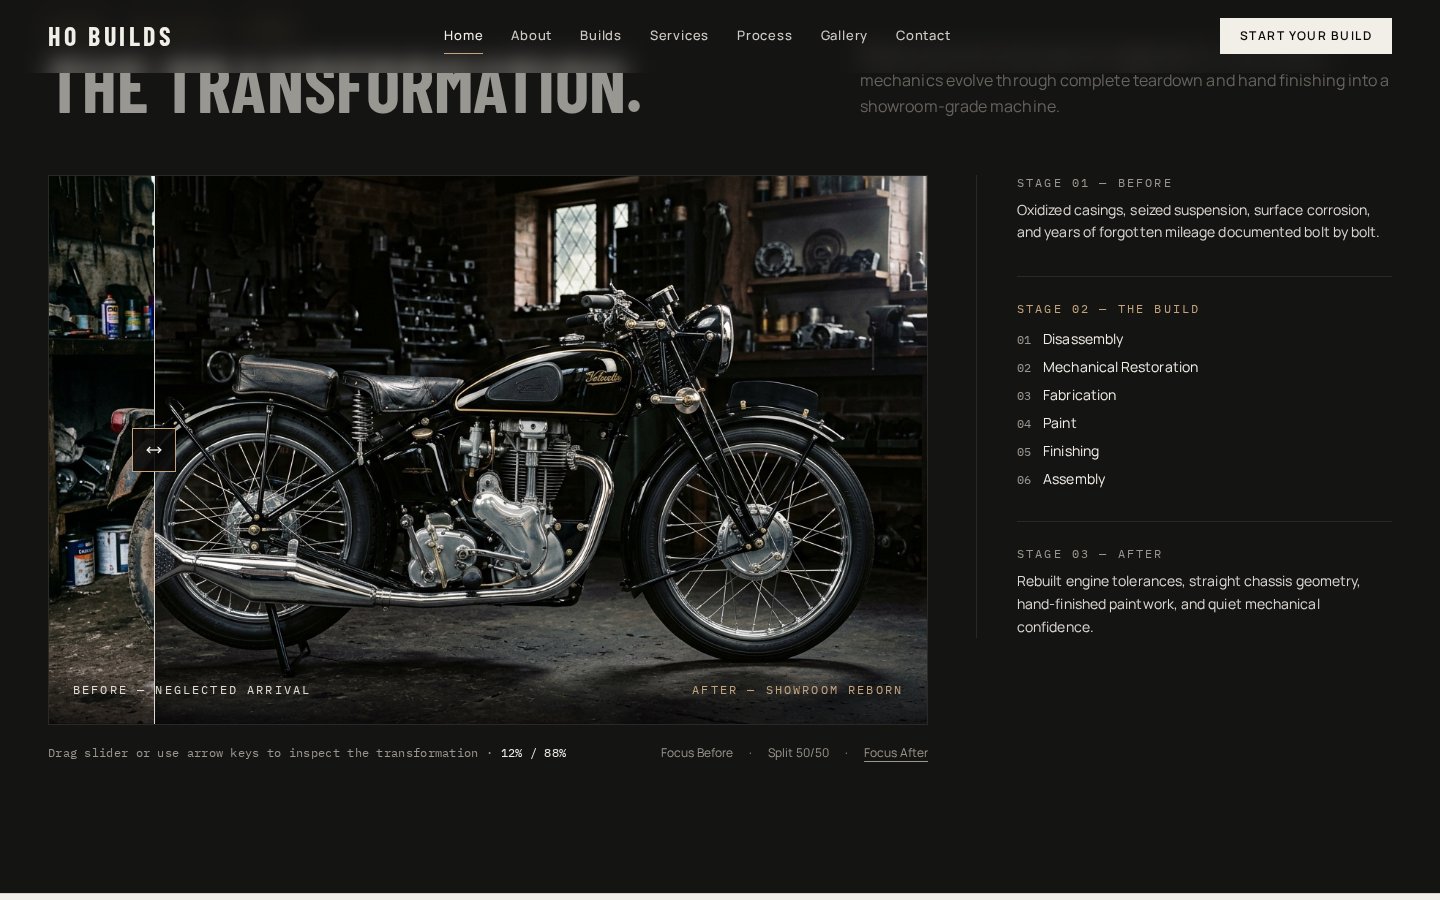 HO BUILDS
Home
About
Builds
Services
Process
Gallery
Contact
START YOUR BUILD
THE TRANSFORMATION.
mechanics evolve through complete teardown and hand finishing into a
showroom-grade machine.
STAGE 01 — BEFORE
Oxidized casings, seized suspension, surface corrosion,
and years of forgotten mileage documented bolt by bolt.
STAGE 02 — THE BUILD
01 Disassembly
02 Mechanical Restoration
03 Fabrication
04 Paint
05 Finishing
06 Assembly
STAGE 03 — AFTER
Rebuilt engine tolerances, straight chassis geometry,
hand-finished paintwork, and quiet mechanical
confidence.
Velocette
BEFORE — NEGLECTED ARRIVAL
AFTER — SHOWROOM REBORN
Drag slider or use arrow keys to inspect the transformation · 12% / 88%
Focus Before · Split 50/50 · Focus After